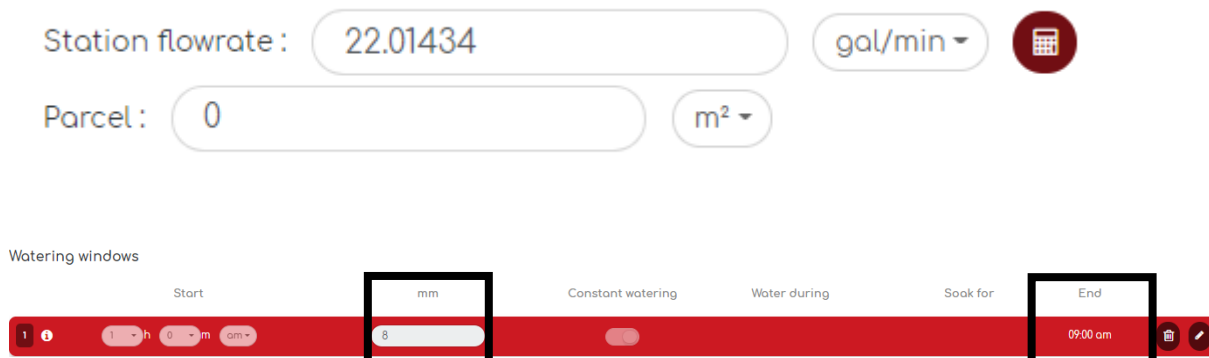 Station flowrate : 22.01434 gal/min
Parcel : 0 m²
Watering windows
Start mm Constant watering Water during Soak for End
1 1 h 0 m am 8 09:00 am